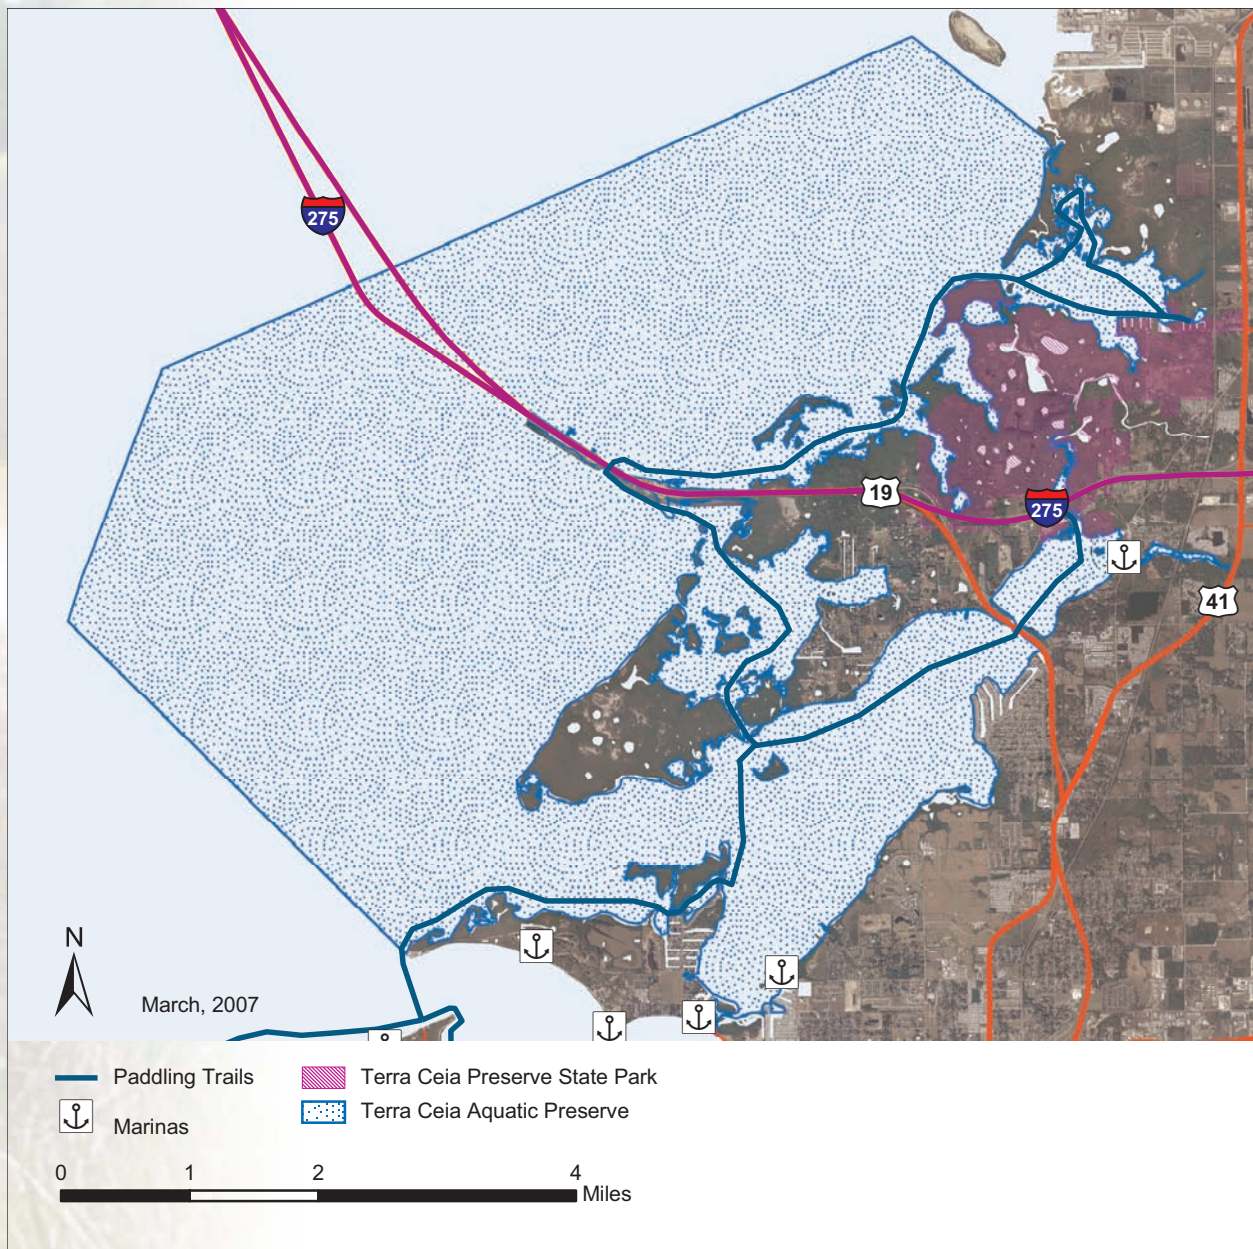 275
19
275
41
N
March, 2007
Paddling Trails
Terra Ceia Preserve State Park
Marinas
Terra Ceia Aquatic Preserve
0 1 2 4
Miles